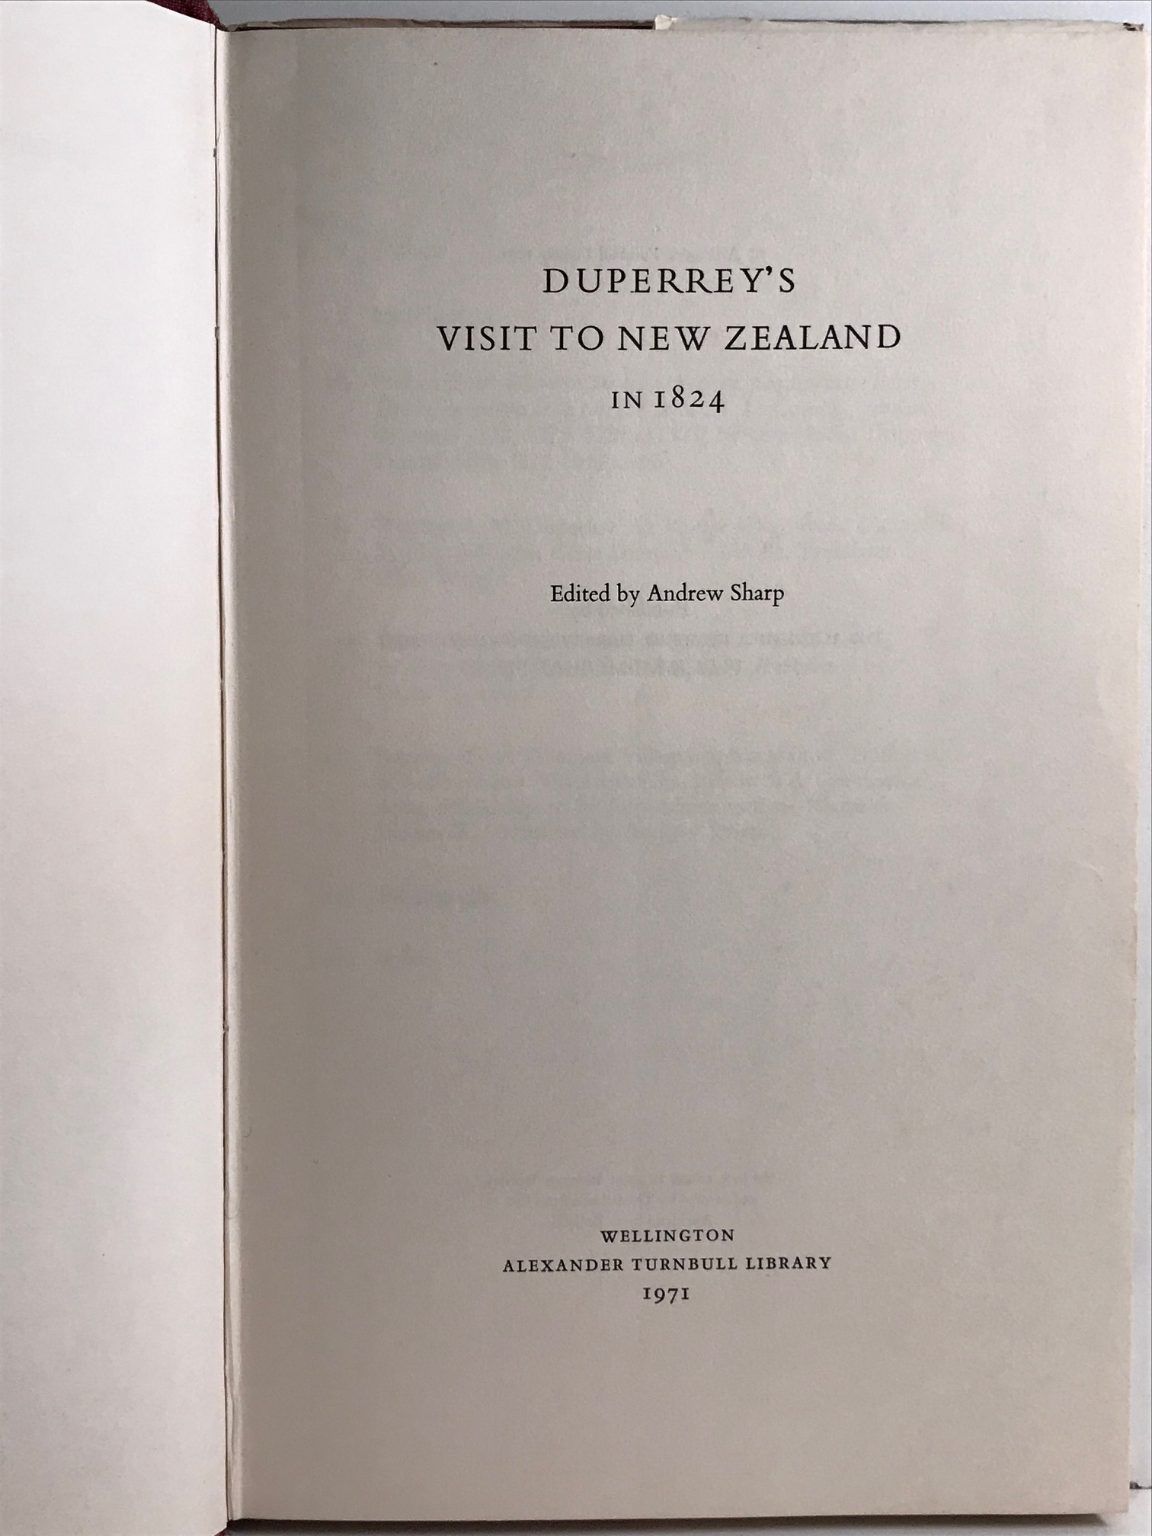 DUPERREY'S
VISIT TO NEW ZEALAND
IN 1824
Edited by Andrew Sharp
WELLINGTON
ALEXANDER TURNBULL LIBRARY
1971